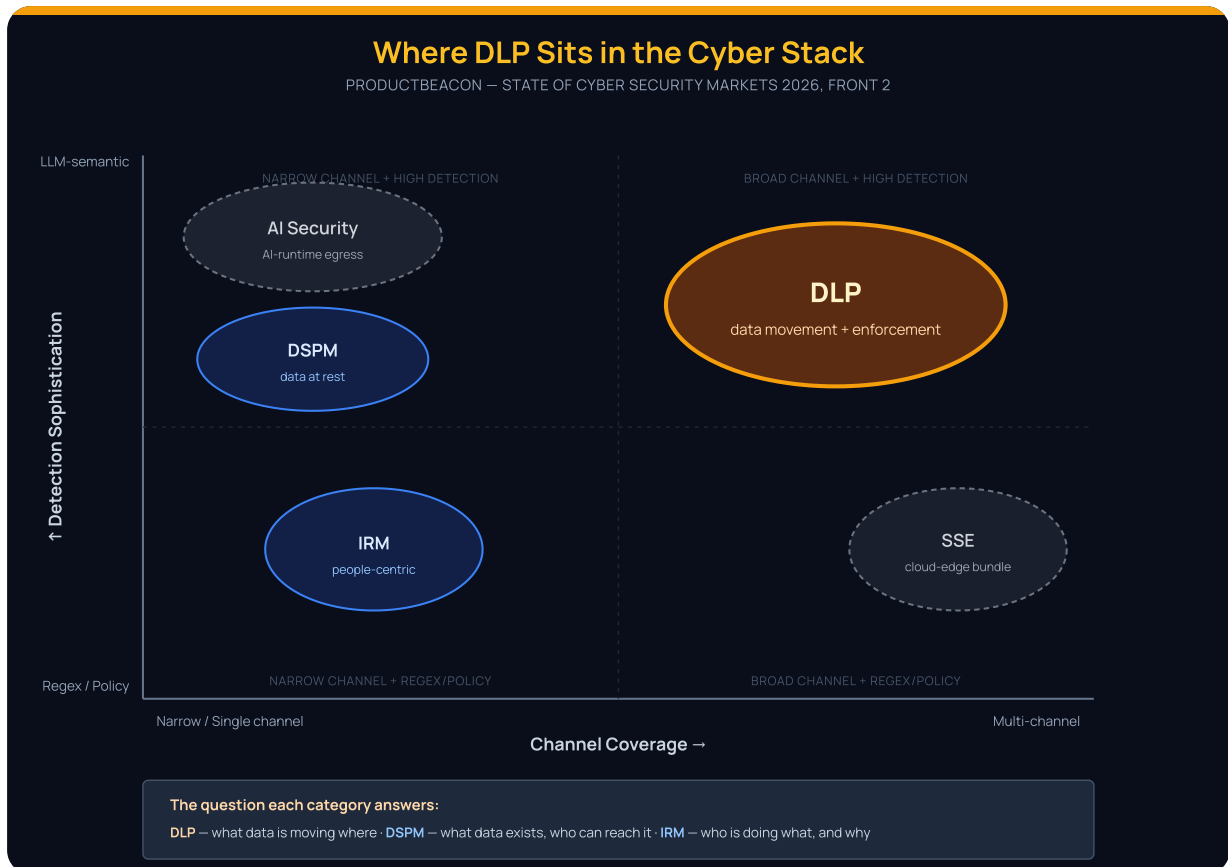 Where DLP Sits in the Cyber Stack
PRODUCTBEACON — STATE OF CYBER SECURITY MARKETS 2026, FRONT 2
LLM-semantic
NARROW CHANNEL + HIGH DETECTION
BROAD CHANNEL + HIGH DETECTION
AI Security
AI-runtime egress
DLP
data movement + enforcement
DSPM
data at rest
↑ Detection Sophistication
IRM
people-centric
SSE
cloud-edge bundle
Regex / Policy
NARROW CHANNEL + REGEX/POLICY
BROAD CHANNEL + REGEX/POLICY
Narrow / Single channel
Multi-channel
Channel Coverage →
The question each category answers:
DLP — what data is moving where · DSPM — what data exists, who can reach it · IRM — who is doing what, and why